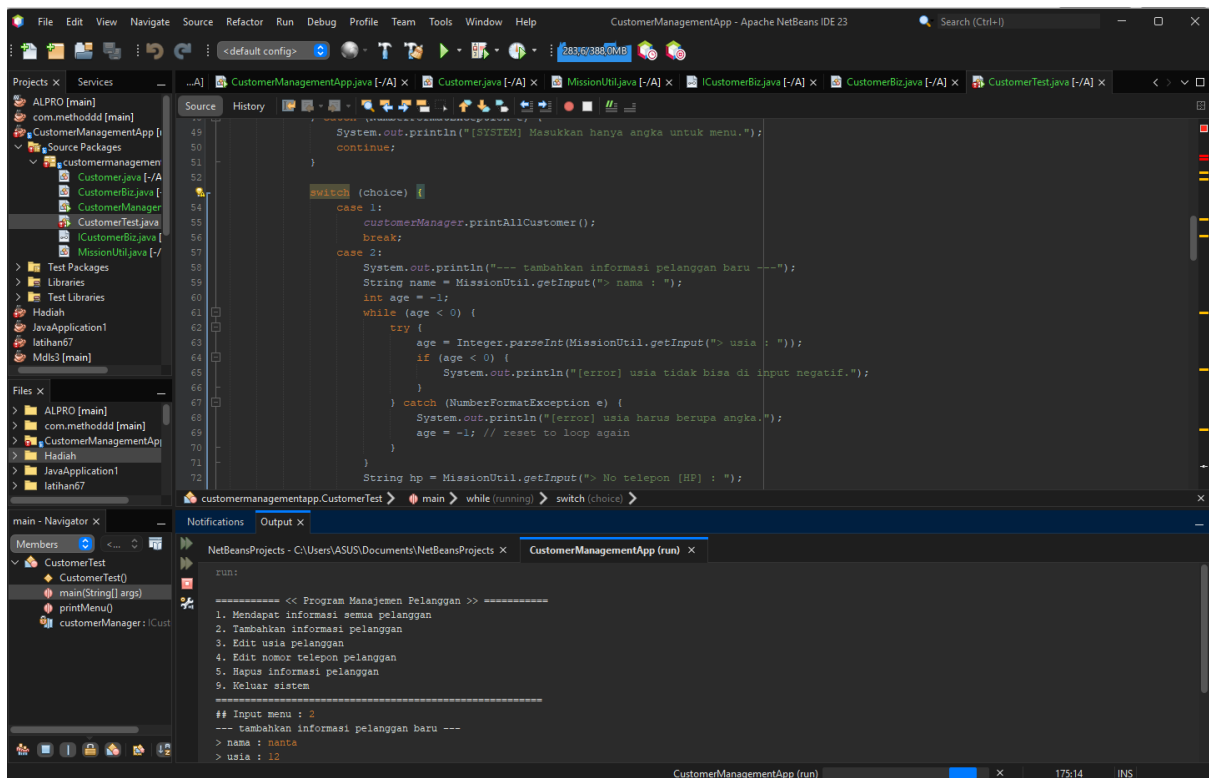 File Edit View Navigate Source Refactor Run Debug Profile Team Tools Window Help CustomerManagementApp - Apache NetBeans IDE 23 Search (Ctrl+I)
<default config> 283,6/388,0MB
Projects Services
...A] CustomerManagementApp.java [-/A] Customer.java [-/A] MissionUtil.java [-/A] ICustomerBiz.java [-/A] CustomerBiz.java [-/A] CustomerTest.java [-/A]
Source History
ALPRO [main]
com.methoddd [main]
CustomerManagementApp [
Source Packages
customermanagemen
Customer.java [-/A
CustomerBiz.java [-
CustomerManager
CustomerTest.java
ICustomerBiz.java [
MissionUtil.java [-/
Test Packages
Libraries
Test Libraries
Hadiah
JavaApplication1
latihan67
Mdls3 [main]
Files
ALPRO [main]
com.methoddd [main]
CustomerManagementAp
Hadiah
JavaApplication1
latihan67
} catch (NumberFormatException e) {
49 System.out.println("[SYSTEM] Masukkan hanya angka untuk menu.");
50 continue;
51 }
52
switch (choice) {
54 case 1:
55 customerManager.printAllCustomer();
56 break;
57 case 2:
58 System.out.println("--- tambahkan informasi pelanggan baru ---");
59 String name = MissionUtil.getInput("> nama : ");
60 int age = -1;
61 while (age < 0) {
62 try {
63 age = Integer.parseInt(MissionUtil.getInput("> usia : "));
64 if (age < 0) {
65 System.out.println("[error] usia tidak bisa di input negatif.");
66 }
67 } catch (NumberFormatException e) {
68 System.out.println("[error] usia harus berupa angka.");
69 age = -1; // reset to loop again
70 }
71 }
72 String hp = MissionUtil.getInput("> No telepon [HP] : ");
customermanagementapp.CustomerTest main while (running) switch (choice)
main - Navigator
Members <...
CustomerTest
CustomerTest()
main(String[] args)
printMenu()
customerManager : ICust
Notifications Output
NetBeansProjects - C:\Users\ASUS\Documents\NetBeansProjects CustomerManagementApp (run)
run:
=========== << Program Manajemen Pelanggan >> ===========
1. Mendapat informasi semua pelanggan
2. Tambahkan informasi pelanggan
3. Edit usia pelanggan
4. Edit nomor telepon pelanggan
5. Hapus informasi pelanggan
9. Keluar sistem
======================================================
## Input menu : 2
--- tambahkan informasi pelanggan baru ---
> nama : nanta
> usia : 12
CustomerManagementApp (run) 175:14 INS